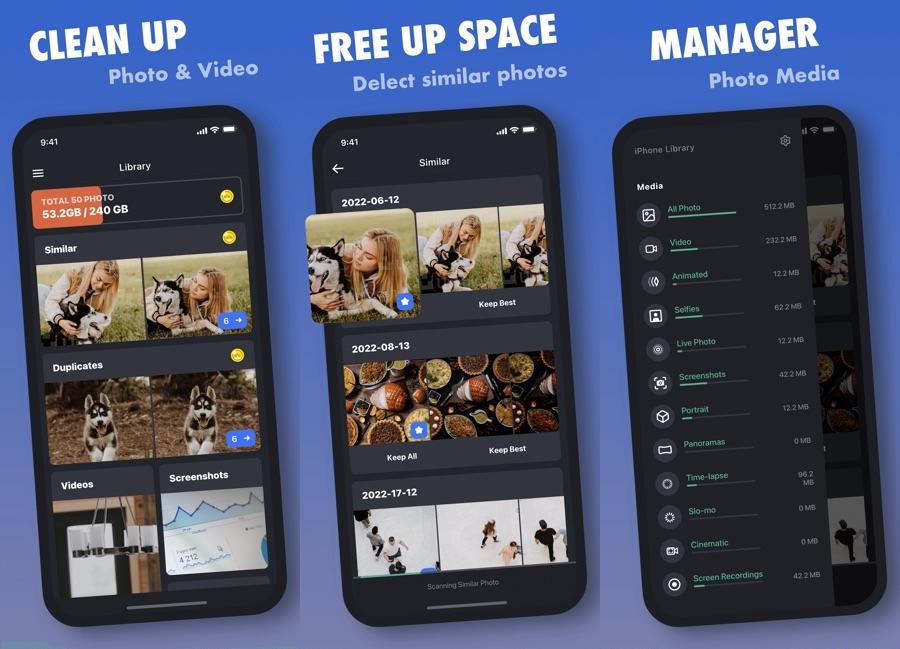 CLEAN UP
Photo & Video
9:41
Library
TOTAL 50 PHOTO
53.2GB / 240 GB
Similar
6
Duplicates
6
Videos
Screenshots
4 212
FREE UP SPACE
Delect similar photos
9:41
Similar
2022-06-12
Keep Best
2022-08-13
Keep All
Keep Best
2022-17-12
Scanning Similar Photo
MANAGER
Photo Media
iPhone Library
Media
All Photo
512.2 MB
Video
232.2 MB
Animated
12.2 MB
Selfies
62.2 MB
Live Photo
12.2 MB
Screenshots
42.2 MB
Portrait
12.2 MB
Panoramas
0 MB
Time-lapse
96.2
MB
Slo-mo
0 MB
Cinematic
0 MB
Screen Recordings
42.2 MB